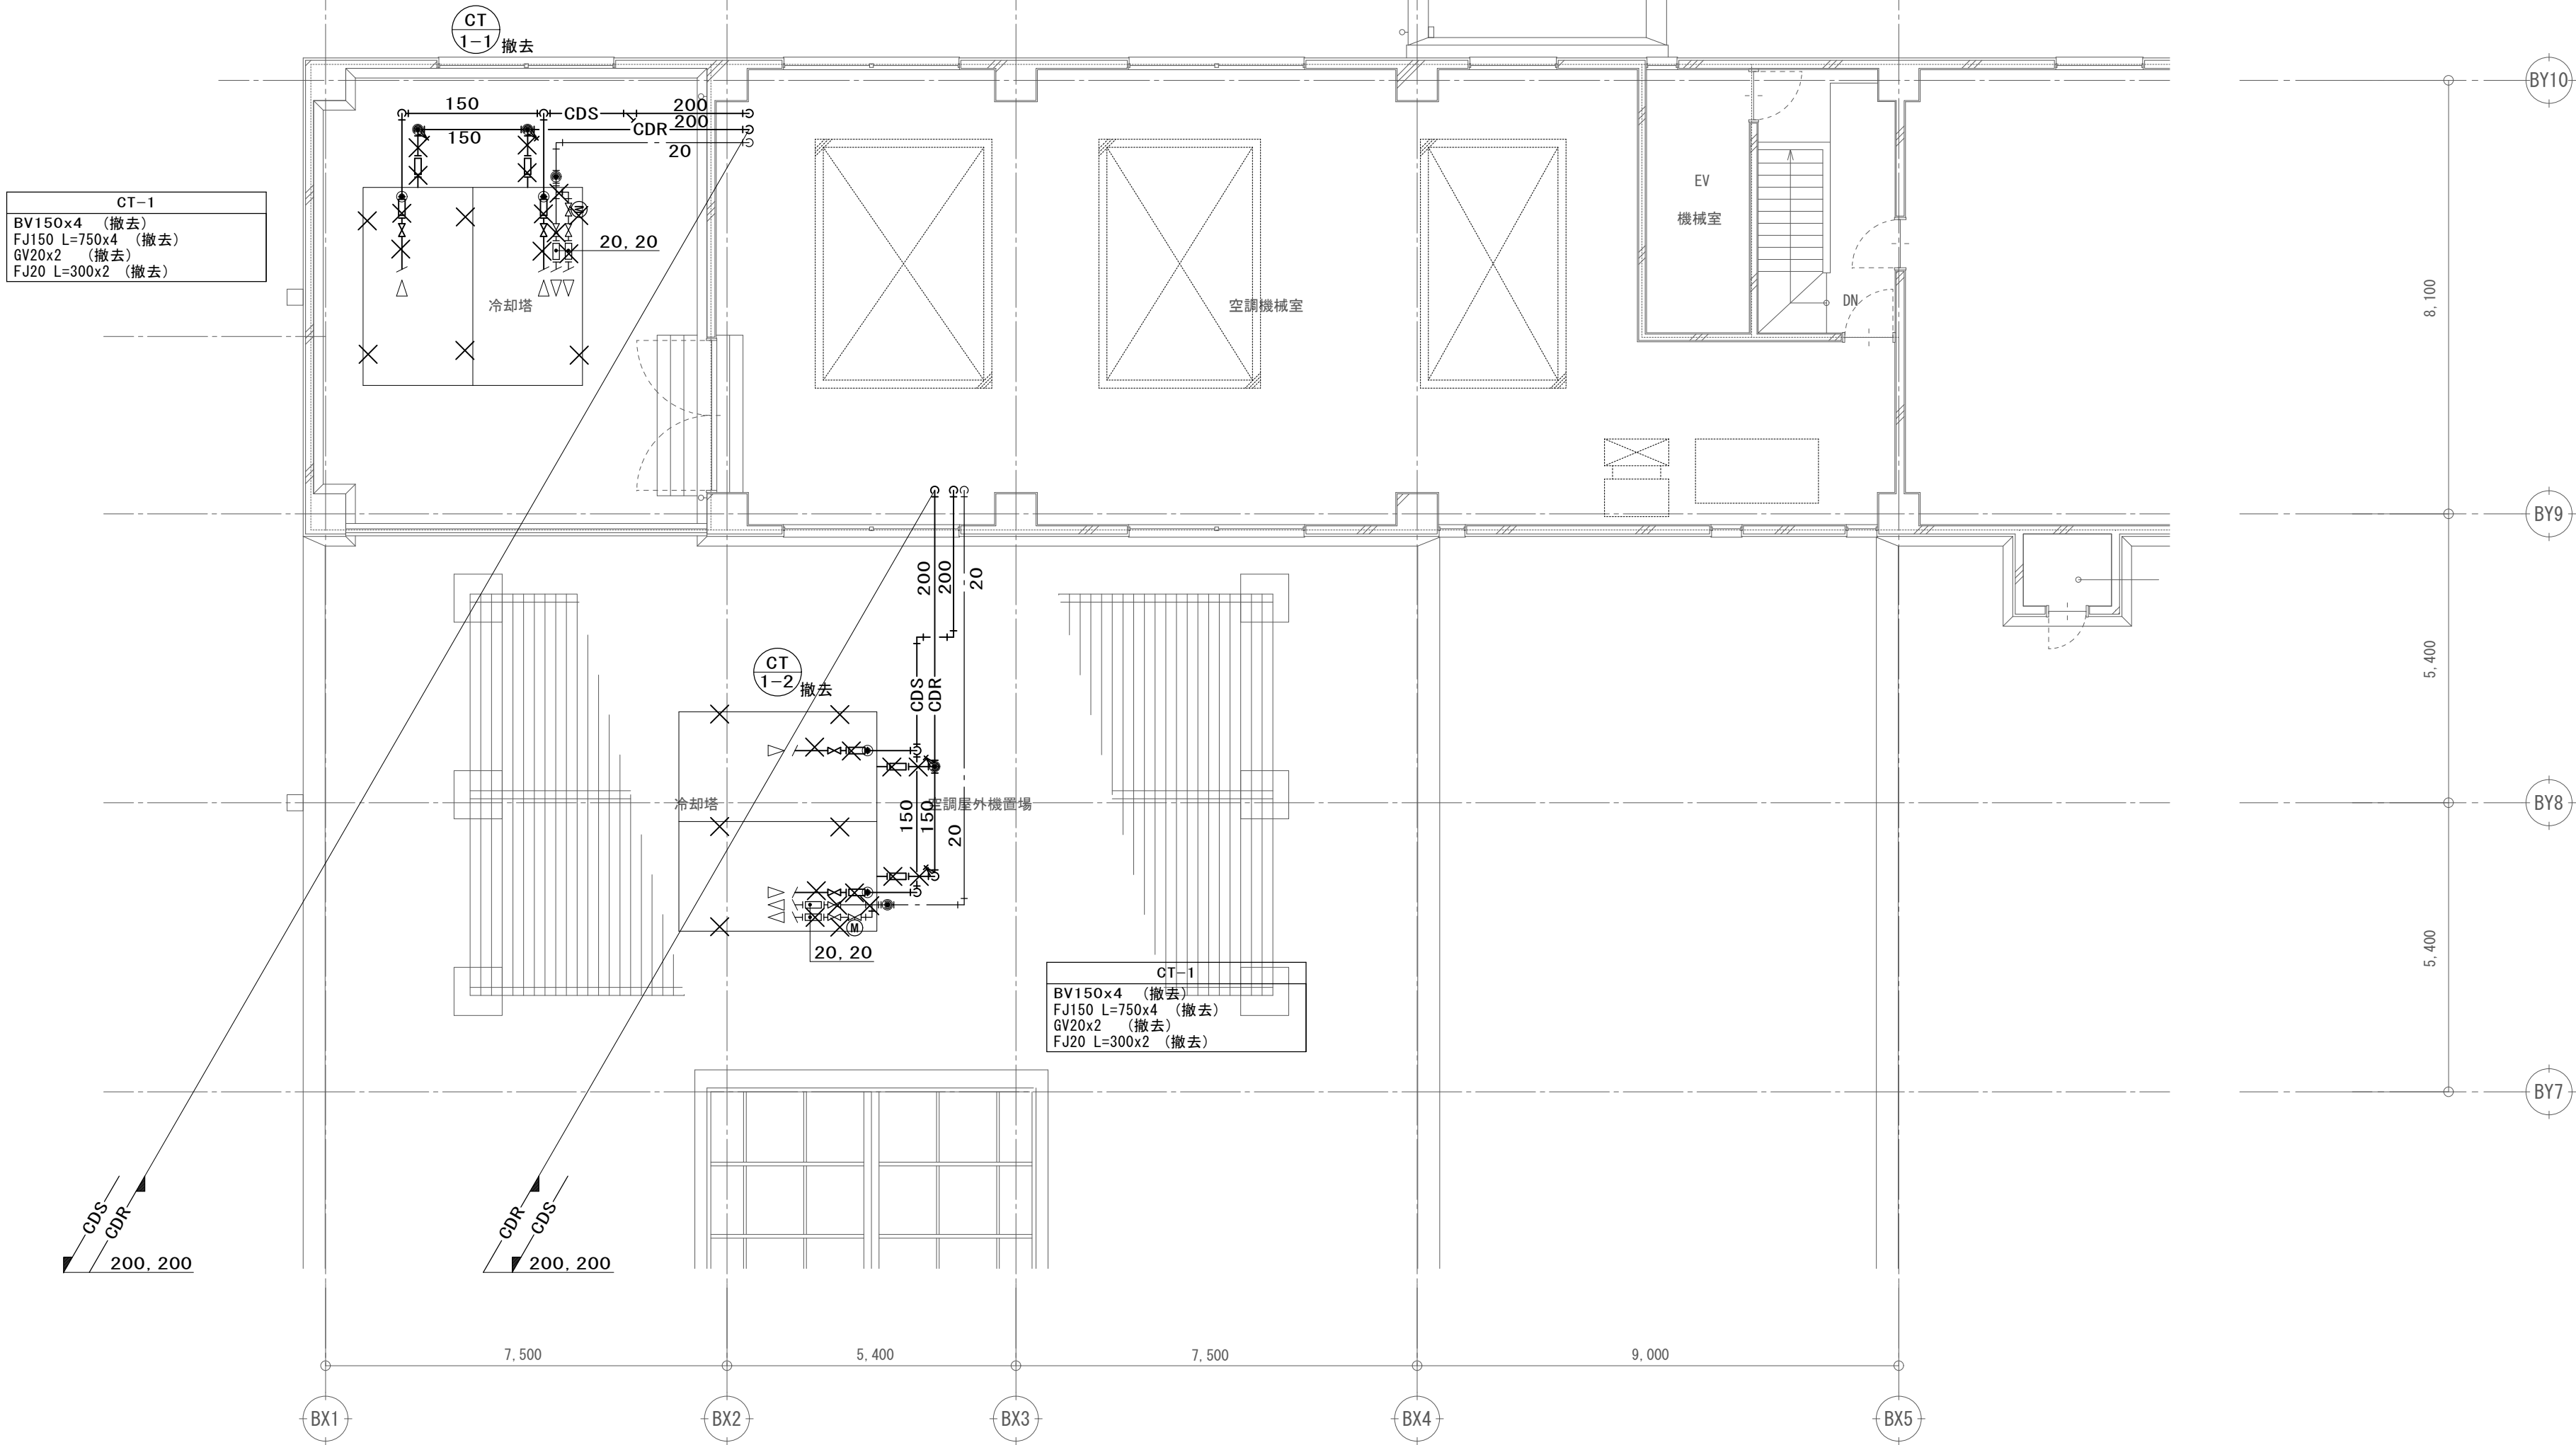 CT
1-1
撤去
BY10
150
CDS
200
150
CDR
200
20
CT-1
BV150x4 (撤去)
FJ150 L=750x4 (撤去)
GV20x2 (撤去)
FJ20 L=300x2 (撤去)
M
20, 20
冷却塔
空調機械室
EV
機械室
DN
8,100
BY9
200
200
20
5,400
CT
1-2
撤去
CDS
CDR
冷却塔
空調屋外機置場
150
150
20
BY8
M
20, 20
CT-1
BV150x4 (撤去)
FJ150 L=750x4 (撤去)
GV20x2 (撤去)
FJ20 L=300x2 (撤去)
5,400
BY7
CDS
CDR
200, 200
CDR
CDS
200, 200
7,500
5,400
7,500
9,000
BX1
BX2
BX3
BX4
BX5